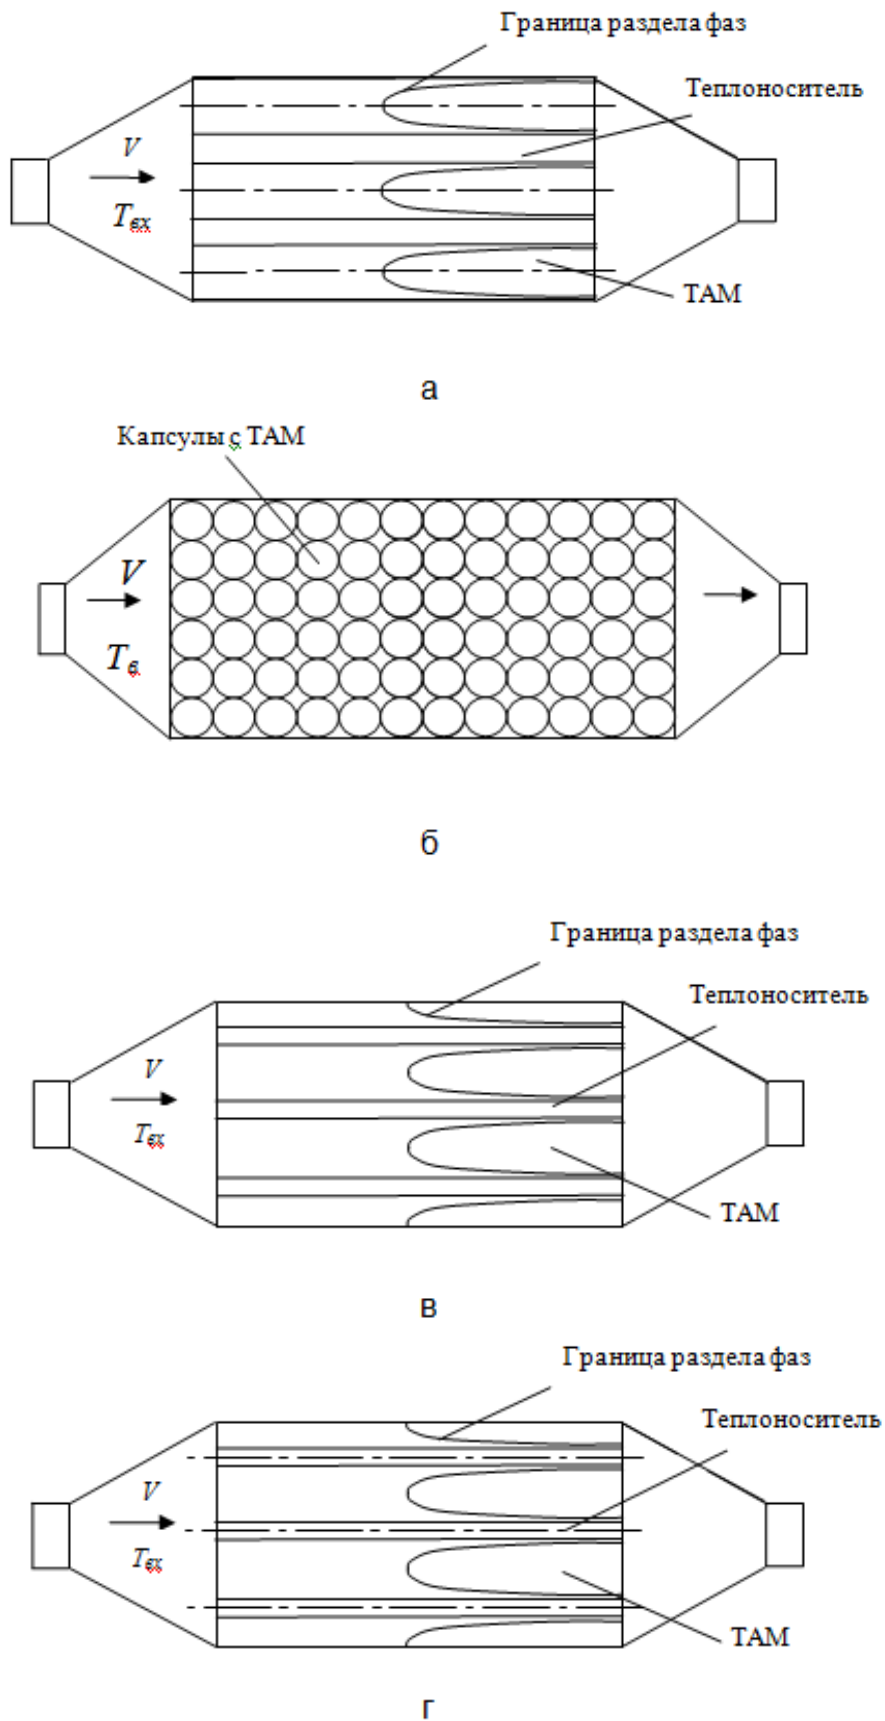 Граница раздела фаз
Теплоноситель
V
Tвх
ТАМ
а
Капсулы с ТАМ
V
Tв
б
Граница раздела фаз
Теплоноситель
V
Tвх
ТАМ
в
Граница раздела фаз
Теплоноситель
V
Tвх
ТАМ
г